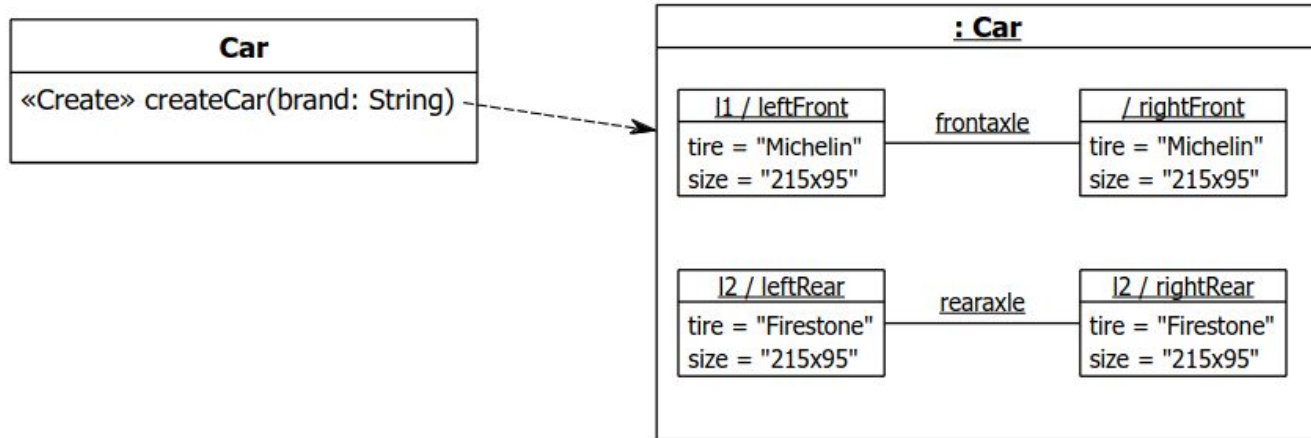 Car
«Create» createCar(brand: String)
: Car
l1 / leftFront
tire = "Michelin"
size = "215x95"
frontaxle
/ rightFront
tire = "Michelin"
size = "215x95"
l2 / leftRear
tire = "Firestone"
size = "215x95"
rearaxle
l2 / rightRear
tire = "Firestone"
size = "215x95"